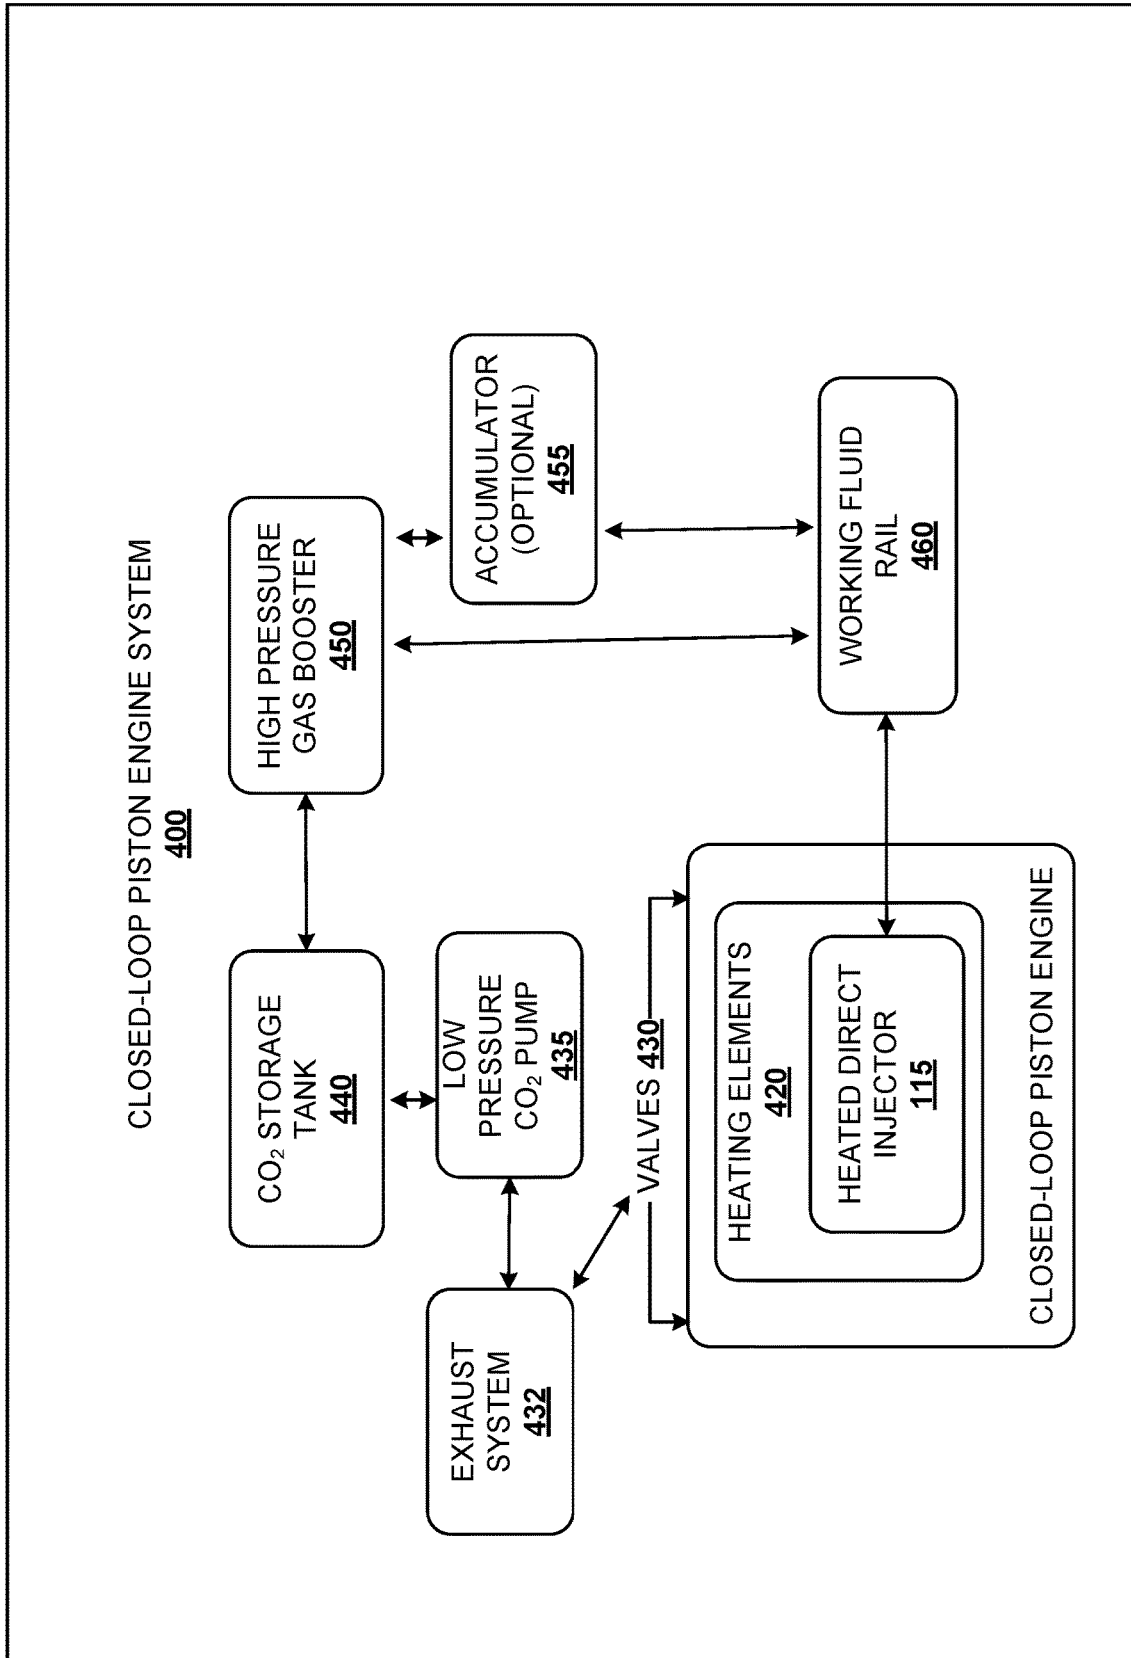 CLOSED-LOOP PISTON ENGINE SYSTEM
400
CO₂ STORAGE
TANK
440
HIGH PRESSURE
GAS BOOSTER
450
EXHAUST
SYSTEM
432
LOW
PRESSURE
CO₂ PUMP
435
ACCUMULATOR
(OPTIONAL)
455
VALVES 430
HEATING ELEMENTS
420
HEATED DIRECT
INJECTOR
115
CLOSED-LOOP PISTON ENGINE
WORKING FLUID
RAIL
460